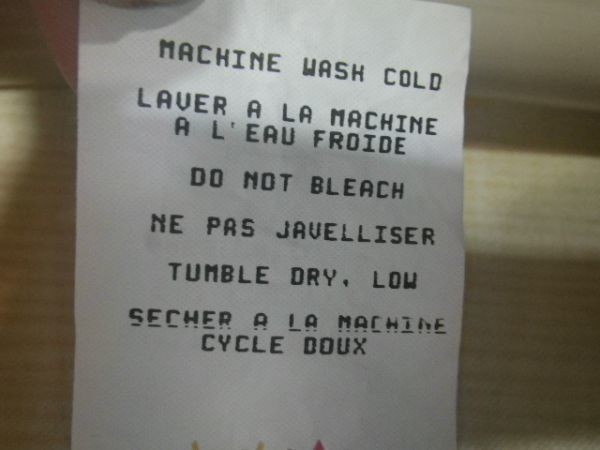 MACHINE WASH COLD
LAVER A LA MACHINE
A L'EAU FROIDE
DO NOT BLEACH
NE PAS JAVELLISER
TUMBLE DRY, LOW
SECHER A LA MACHINE
CYCLE DOUX